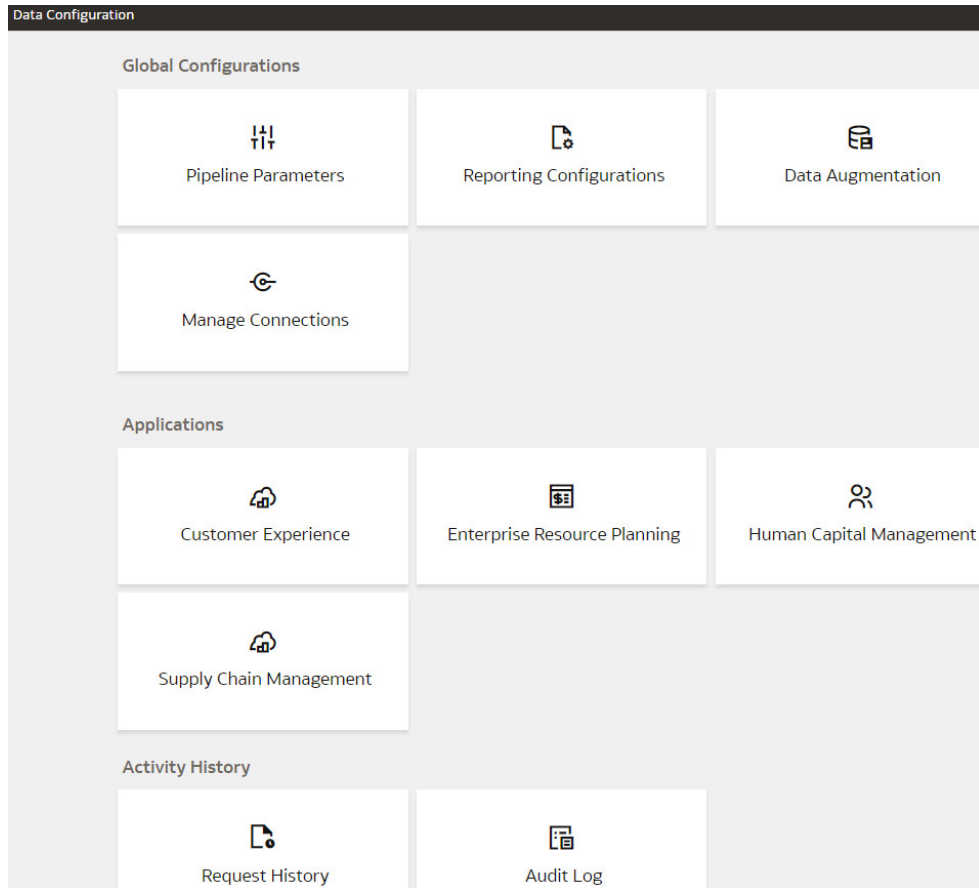 Data Configuration
Global Configurations
Pipeline Parameters
Reporting Configurations
Data Augmentation
Manage Connections
Applications
Customer Experience
Enterprise Resource Planning
Human Capital Management
Supply Chain Management
Activity History
Request History
Audit Log